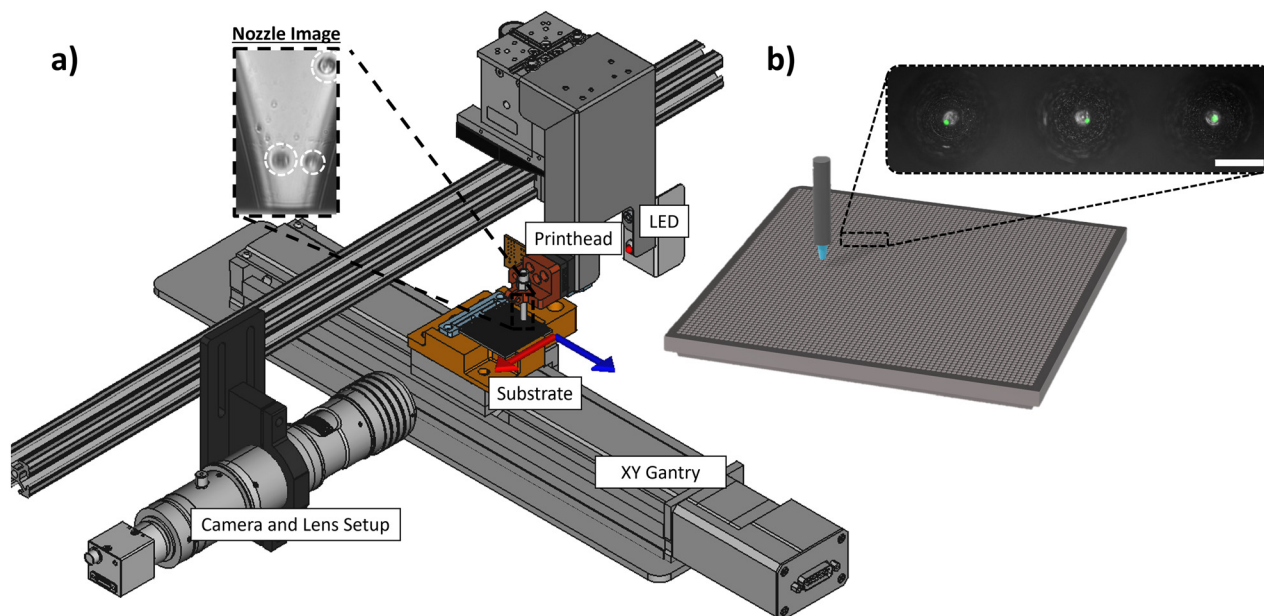 a)
Nozzle Image
b)
LED
Printhead
Substrate
XY Gantry
Camera and Lens Setup